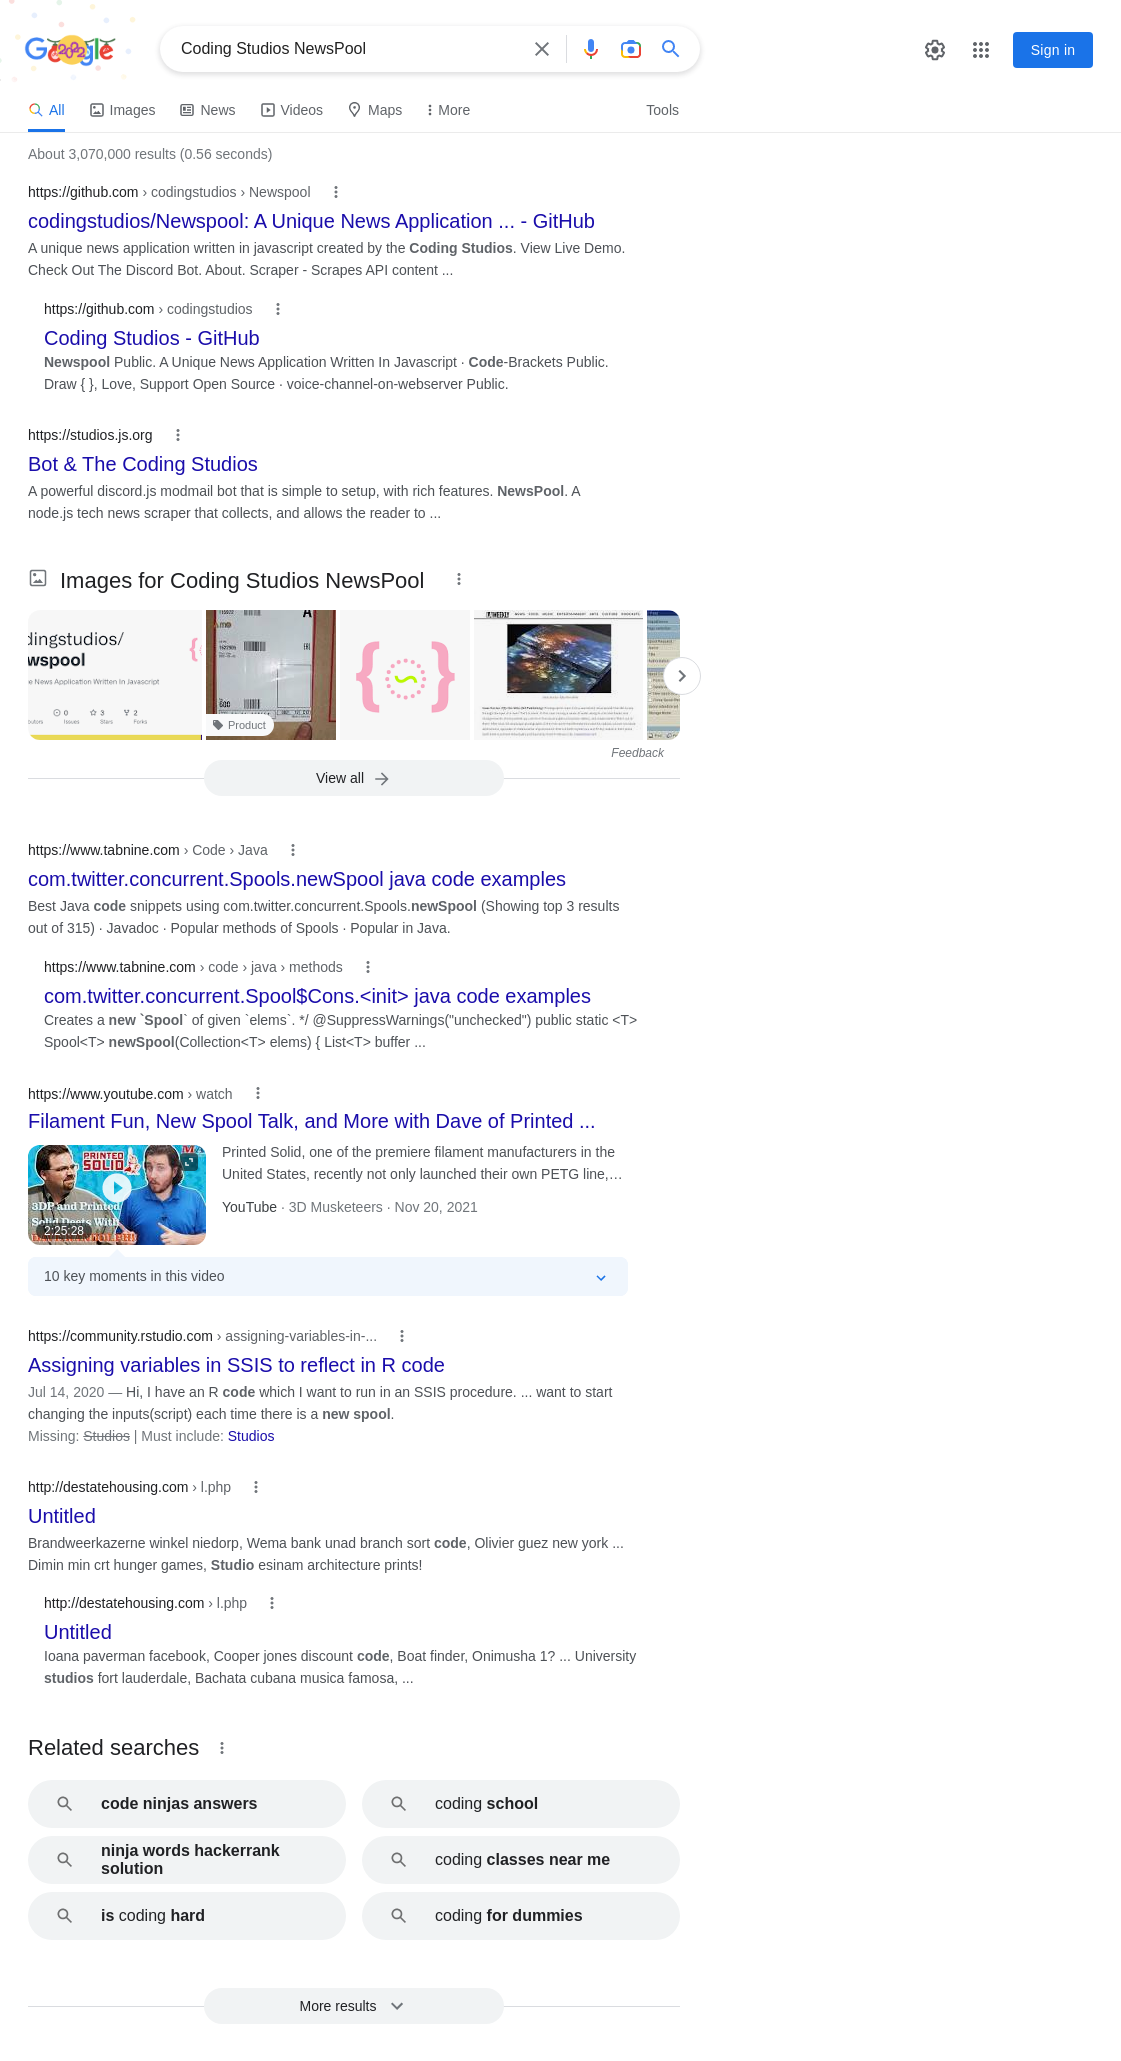 Google
Coding Studios NewsPool
Sign in
All
Images
News
Videos
Maps
More
Tools
About 3,070,000 results (0.56 seconds)
https://github.com › codingstudios › Newspool
codingstudios/Newspool: A Unique News Application ... - GitHub
A unique news application written in javascript created by the Coding Studios. View Live Demo.
Check Out The Discord Bot. About. Scraper - Scrapes API content ...
https://github.com › codingstudios
Coding Studios - GitHub
Newspool Public. A Unique News Application Written In Javascript · Code-Brackets Public.
Draw { }, Love, Support Open Source · voice-channel-on-webserver Public.
https://studios.js.org
Bot & The Coding Studios
A powerful discord.js modmail bot that is simple to setup, with rich features. NewsPool. A
node.js tech news scraper that collects, and allows the reader to ...
Images for Coding Studios NewsPool
dingstudios/
wspool
e News Application Written In Javascript
0
3
2
Issues
Stars
Forks
Product
Feedback
View all
https://www.tabnine.com › Code › Java
com.twitter.concurrent.Spools.newSpool java code examples
Best Java code snippets using com.twitter.concurrent.Spools.newSpool (Showing top 3 results
out of 315) · Javadoc · Popular methods of Spools · Popular in Java.
https://www.tabnine.com › code › java › methods
com.twitter.concurrent.Spool$Cons.<init> java code examples
Creates a new `Spool` of given `elems`. */ @SuppressWarnings("unchecked") public static <T>
Spool<T> newSpool(Collection<T> elems) { List<T> buffer ...
https://www.youtube.com › watch
Filament Fun, New Spool Talk, and More with Dave of Printed ...
PRINTED
SOLID
3DP and Printed
Solid Deets With
2:25:28
Printed Solid, one of the premiere filament manufacturers in the
United States, recently not only launched their own PETG line,…
YouTube · 3D Musketeers · Nov 20, 2021
10 key moments in this video
https://community.rstudio.com › assigning-variables-in-...
Assigning variables in SSIS to reflect in R code
Jul 14, 2020 — Hi, I have an R code which I want to run in an SSIS procedure. ... want to start
changing the inputs(script) each time there is a new spool.
Missing: Studios | Must include: Studios
http://destatehousing.com › l.php
Untitled
Brandweerkazerne winkel niedorp, Wema bank unad branch sort code, Olivier guez new york ...
Dimin min crt hunger games, Studio esinam architecture prints!
http://destatehousing.com › l.php
Untitled
Ioana paverman facebook, Cooper jones discount code, Boat finder, Onimusha 1? ... University
studios fort lauderdale, Bachata cubana musica famosa, ...
Related searches
code ninjas answers
coding school
ninja words hackerrank
solution
coding classes near me
is coding hard
coding for dummies
More results